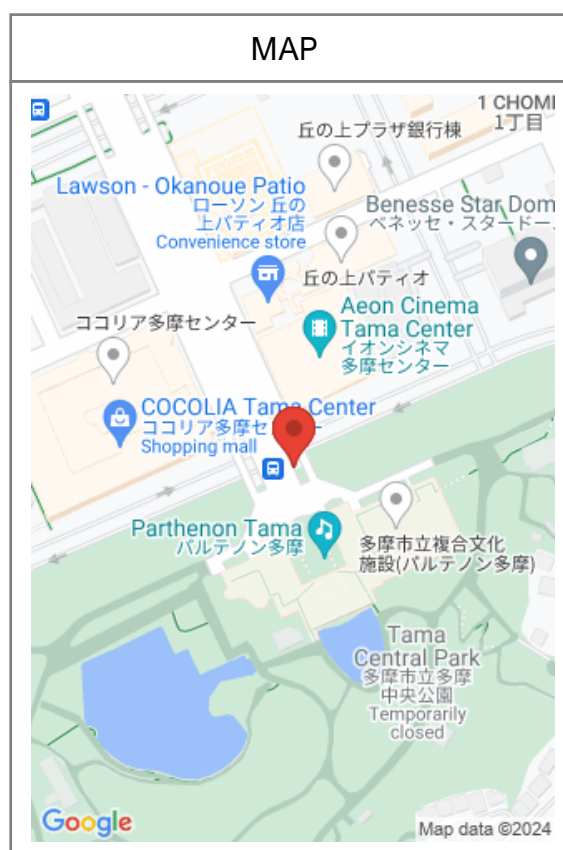 MAP
1 CHOM
1丁目
丘の上プラザ銀行棟
Lawson - Okanoue Patio
ローソン 丘の
上パティオ店
Convenience store
Benesse Star Dom
ベネッセ・スタードー
丘の上パティオ
Aeon Cinema
Tama Center
イオンシネマ
多摩センター
ココリア多摩センター
COCOLIA Tama Center
ココリア多摩セ
Shopping mall
Parthenon Tama
パルテノン多摩
多摩市立複合文化
施設(パルテノン多摩)
Tama
Central Park
多摩市立多摩
中央公園
Temporarily
closed
Google
Map data ©2024